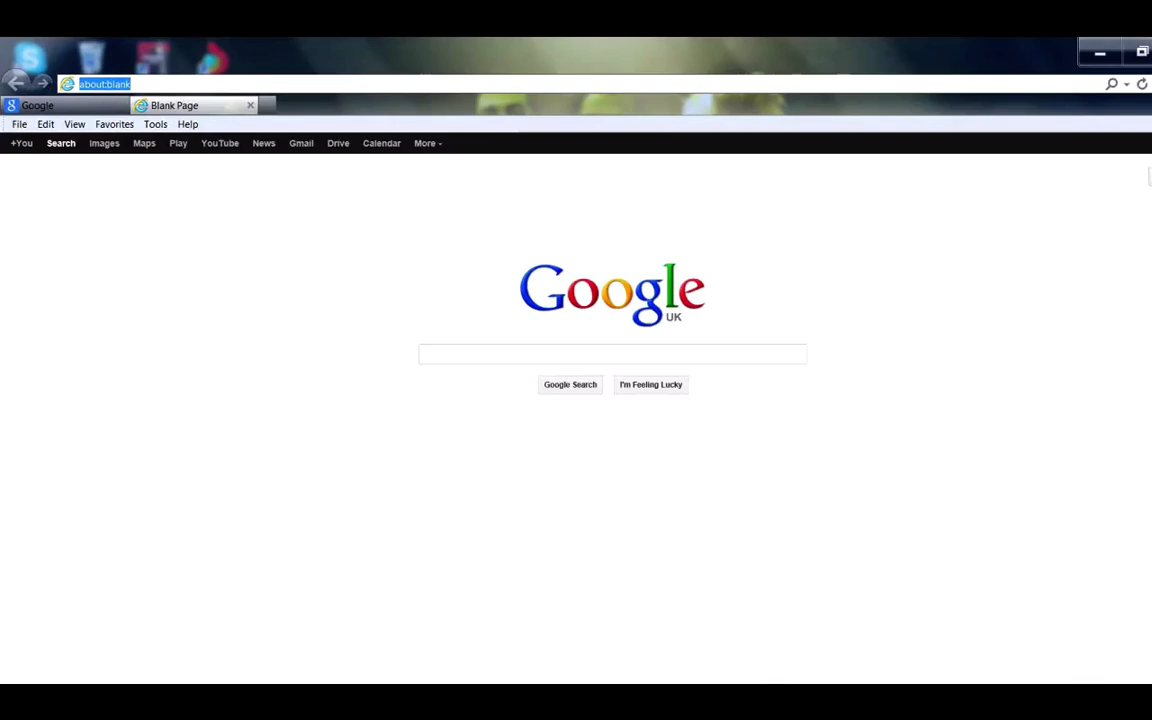 about:blank
Google
Blank Page
File Edit View Favorites Tools Help
+You Search Images Maps Play YouTube News Gmail Drive Calendar More
Google
UK
Google Search I'm Feeling Lucky